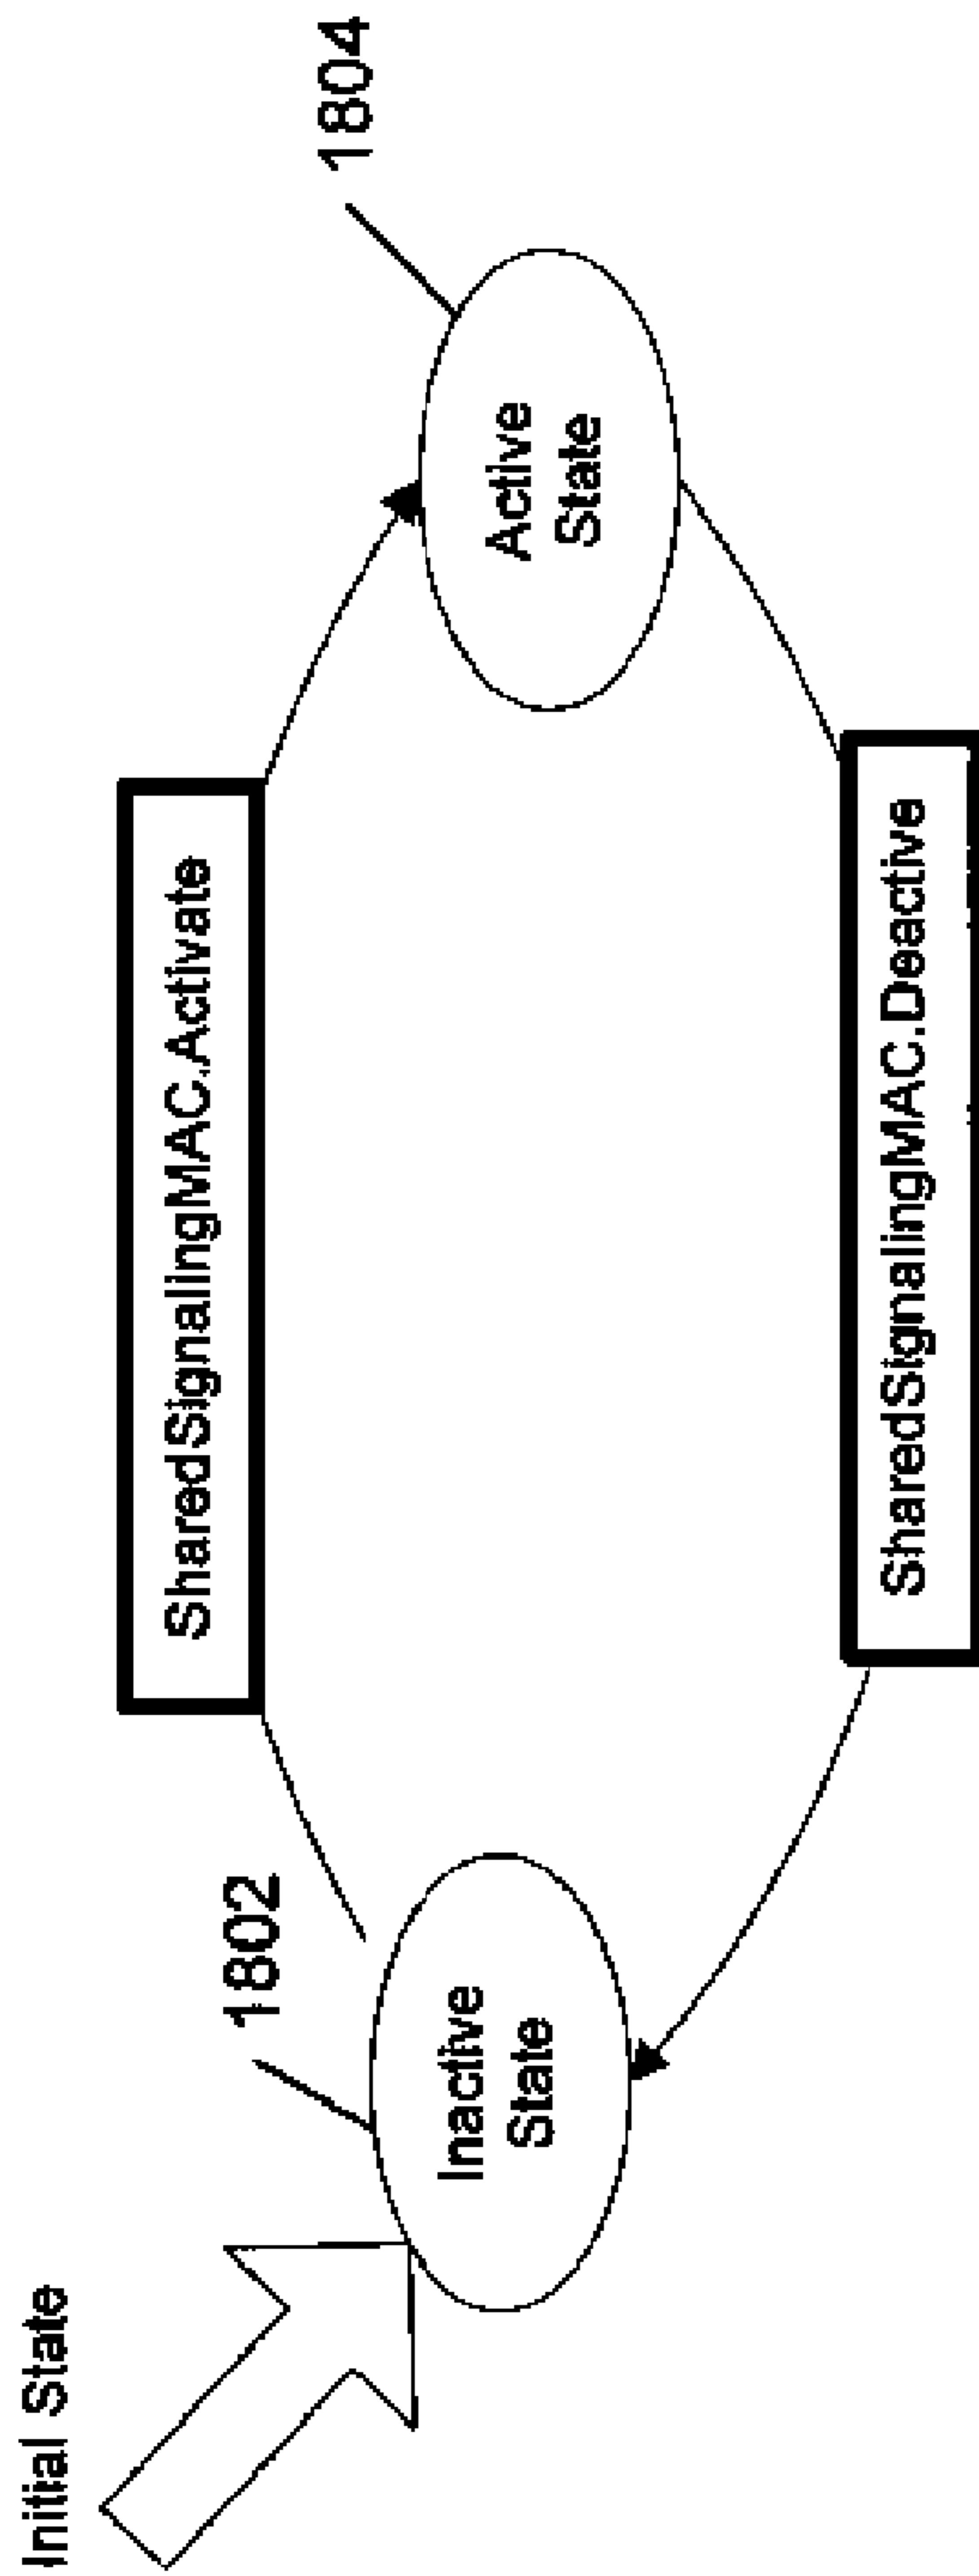 Initial State
1802
Inactive
State
SharedSignalingMAC.Activate
1804
Active
State
SharedSignalingMAC.Deactive